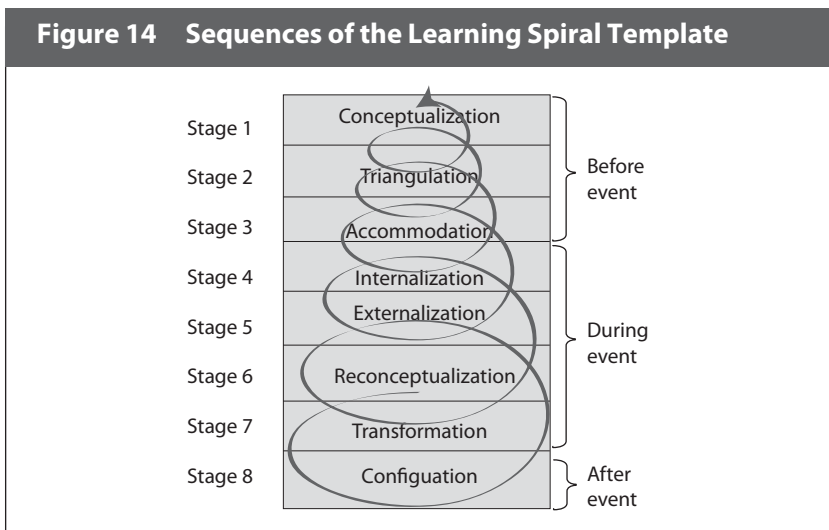 Figure 14 Sequences of the Learning Spiral Template
Stage 1 Conceptualization
Stage 2 Triangulation
Stage 3 Accommodation
Before
event
Stage 4 Internalization
Stage 5 Externalization
Stage 6 Reconceptualization
Stage 7 Transformation
During
event
Stage 8 Configuation
After
event